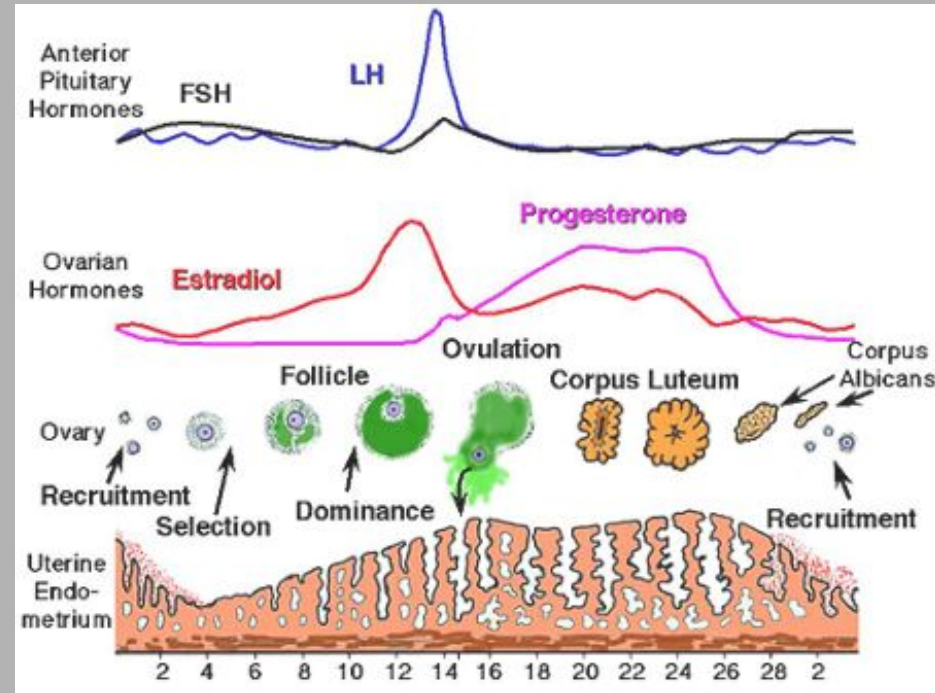 Anterior
Pituitary
Hormones
FSH
LH
Progesterone
Ovarian
Hormones
Estradiol
Ovulation
Follicle
Corpus Luteum
Corpus
Albicans
Ovary
Recruitment
Selection
Dominance
Recruitment
Uterine
Endo-
metrium
2 4 6 8 10 12 14 16 18 20 22 24 26 28 2